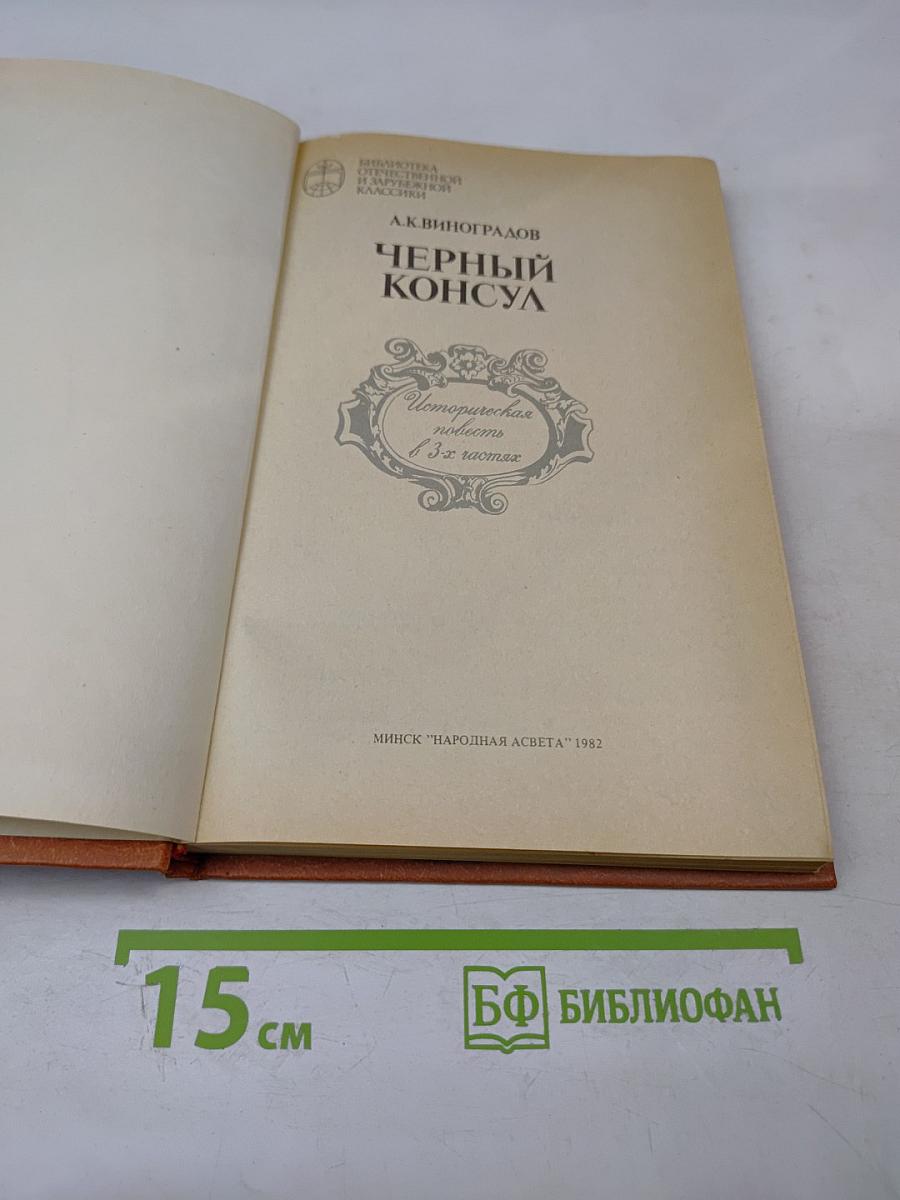 БИБЛИОТЕКА
ОТЕЧЕСТВЕННОЙ
И ЗАРУБЕЖНОЙ
КЛАССИКИ
А.К.ВИНОГРАДОВ
ЧЕРНЫЙ
КОНСУЛ
Историческая
повесть
в 3-х частях
МИНСК "НАРОДНАЯ АСВЕТА" 1982
15 см
БФ БИБЛИОФАН